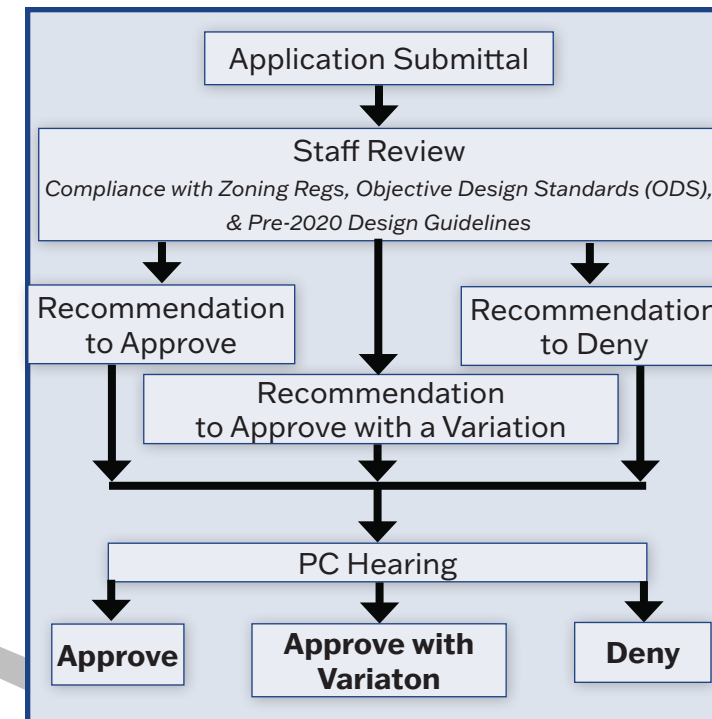 Application Submittal
Staff Review
Compliance with Zoning Regs, Objective Design Standards (ODS),
& Pre-2020 Design Guidelines
Recommendation
to Approve
Recommendation
to Deny
Recommendation
to Approve with a Variation
PC Hearing
Approve
Approve with
Variaton
Deny